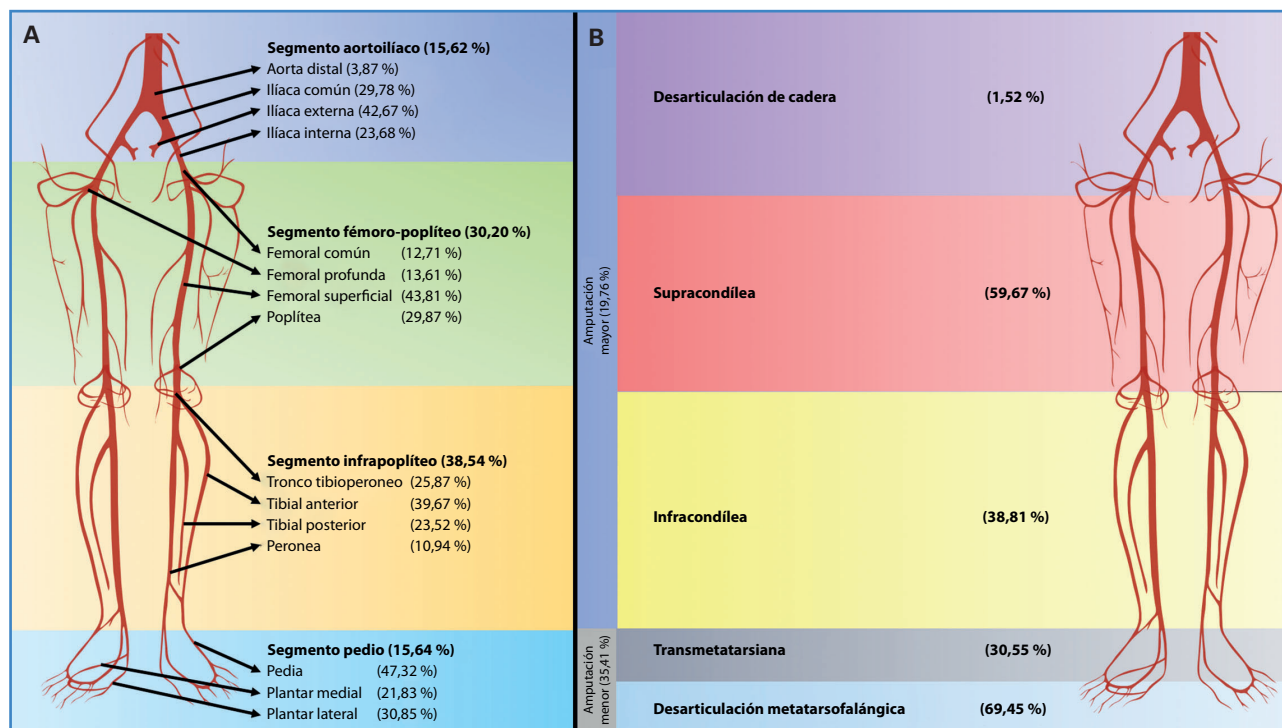 A
Segmento aortoilíaco (15,62 %)
Aorta distal (3,87 %)
Ilíaca común (29,78 %)
Ilíaca externa (42,67 %)
Ilíaca interna (23,68 %)
Segmento fémoro-poplíteo (30,20 %)
Femoral común (12,71 %)
Femoral profunda (13,61 %)
Femoral superficial (43,81 %)
Poplítea (29,87 %)
Segmento infrapoplíteo (38,54 %)
Tronco tibioperoneo (25,87 %)
Tibial anterior (39,67 %)
Tibial posterior (23,52 %)
Peronea (10,94 %)
Segmento pedio (15,64 %)
Pedia (47,32 %)
Plantar medial (21,83 %)
Plantar lateral (30,85 %)
B
Amputación
mayor (19,76 %)
Desarticulación de cadera (1,52 %)
Supracondílea (59,67 %)
Infracondílea (38,81 %)
Amputación
menor (35,41 %)
Transmetatarsiana (30,55 %)
Desarticulación metatarsofalángica (69,45 %)